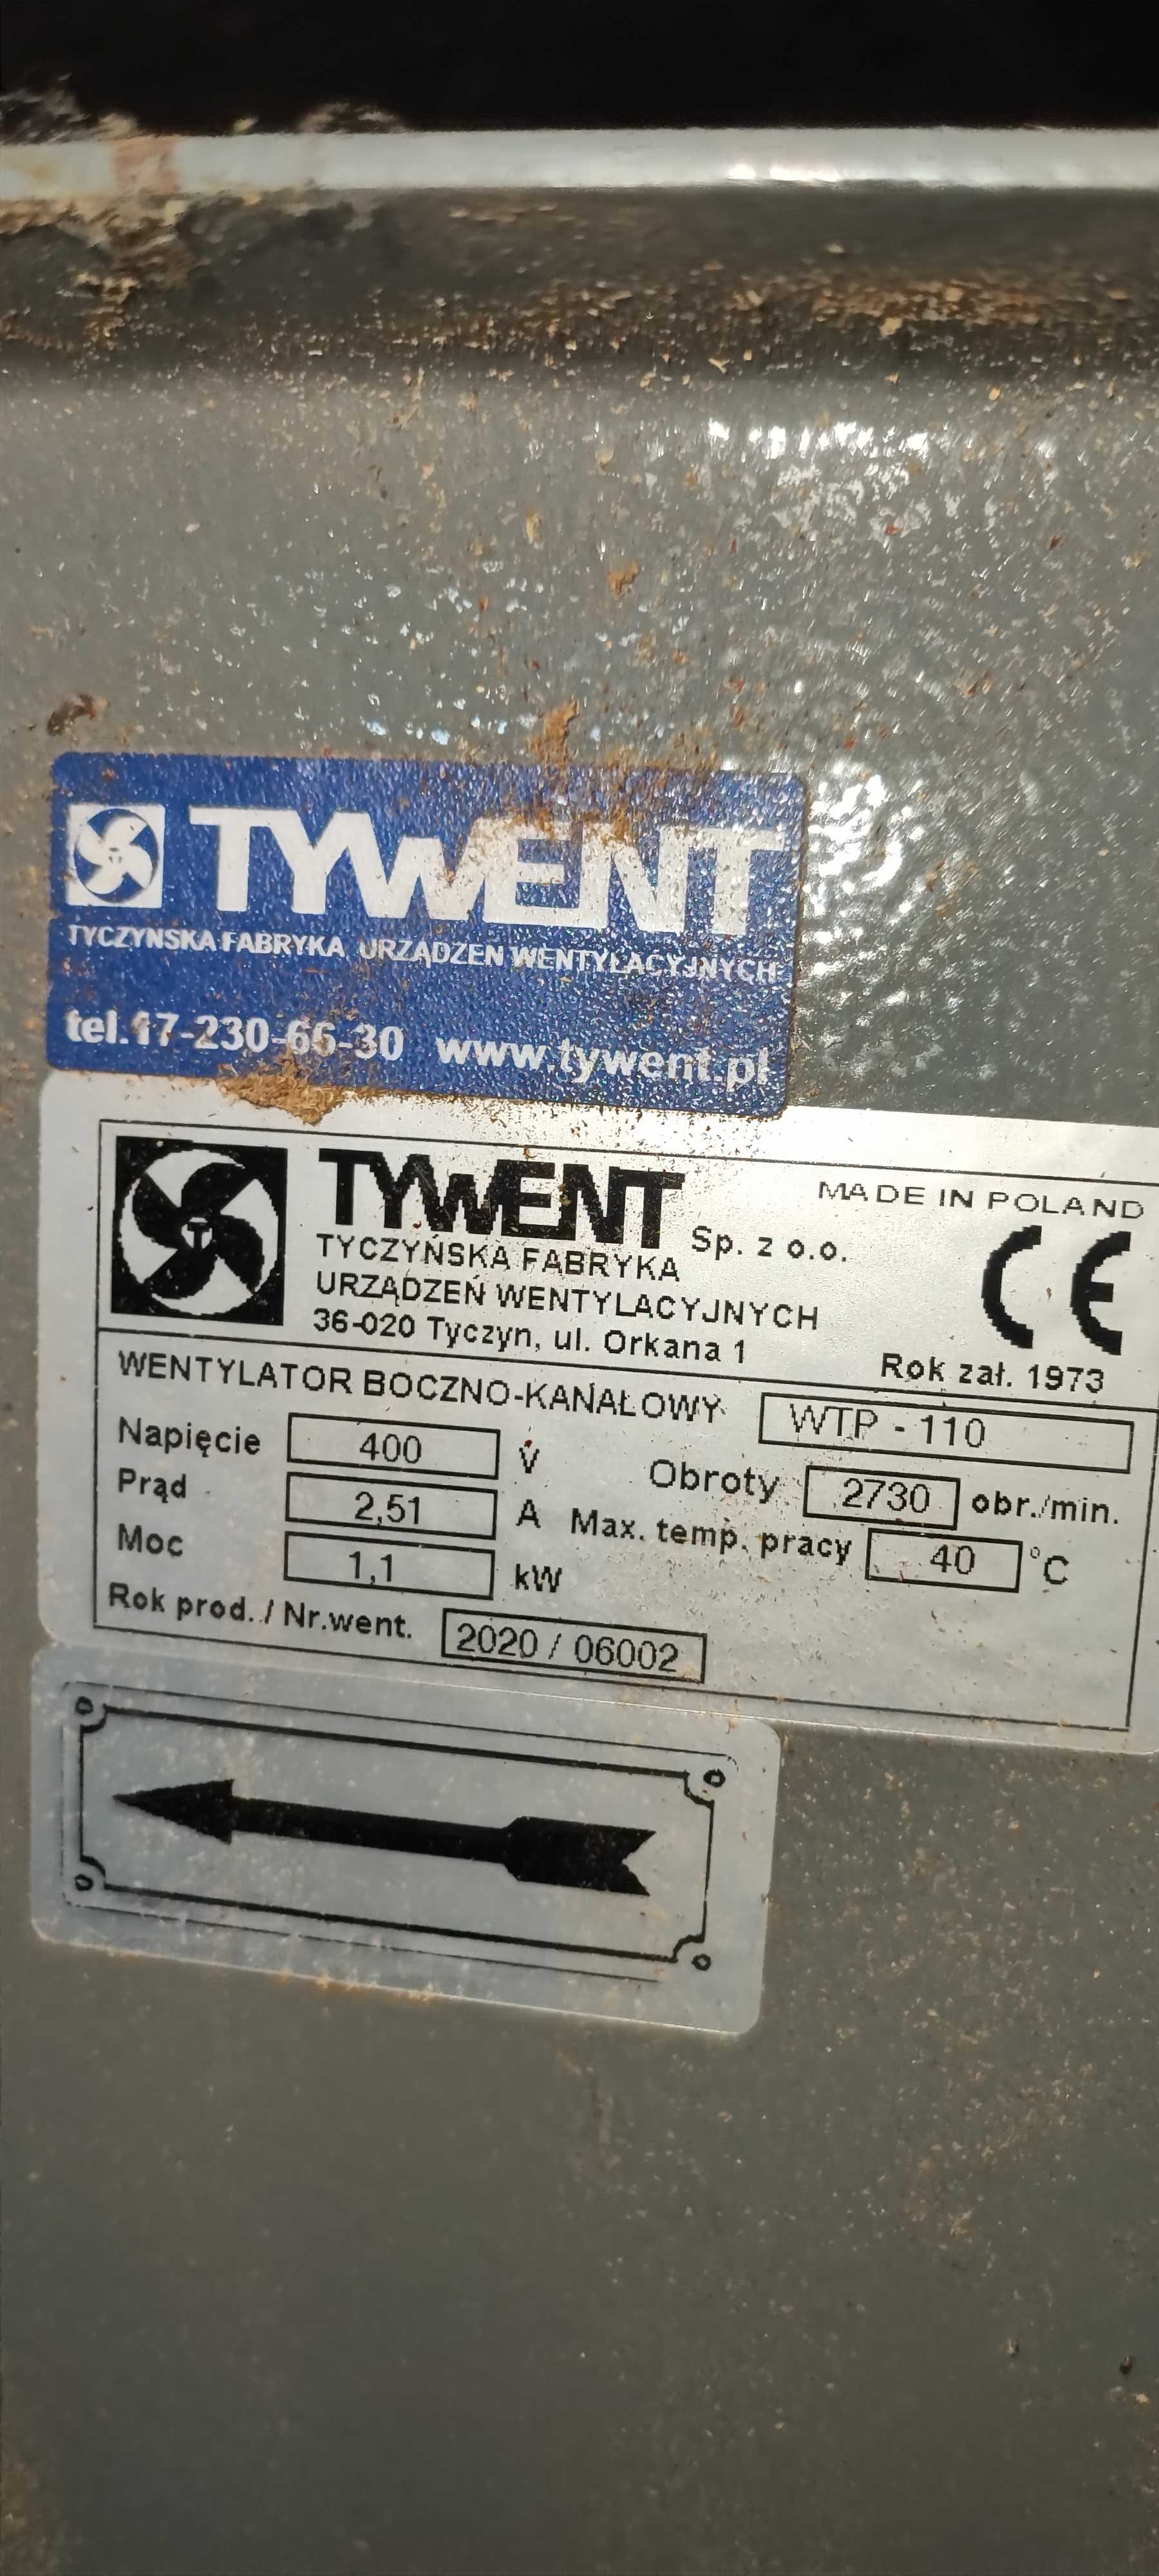 TYWENT
TYCZYŃSKA FABRYKA URZĄDZEŃ WENTYLACYJNYCH
tel.17-230-66-30 www.tywent.pl
TYWENT Sp. z o.o.
MADE IN POLAND
TYCZYŃSKA FABRYKA
URZĄDZEŃ WENTYLACYJNYCH
36-020 Tyczyn, ul. Orkana 1
CE
Rok zał. 1973
WENTYLATOR BOCZNO-KANAŁOWY WTP - 110
Napięcie 400 V
Obroty 2730 obr./min.
Prąd 2,51 A
Max. temp. pracy 40 °C
Moc 1,1 kW
Rok prod. / Nr.went. 2020 / 06002